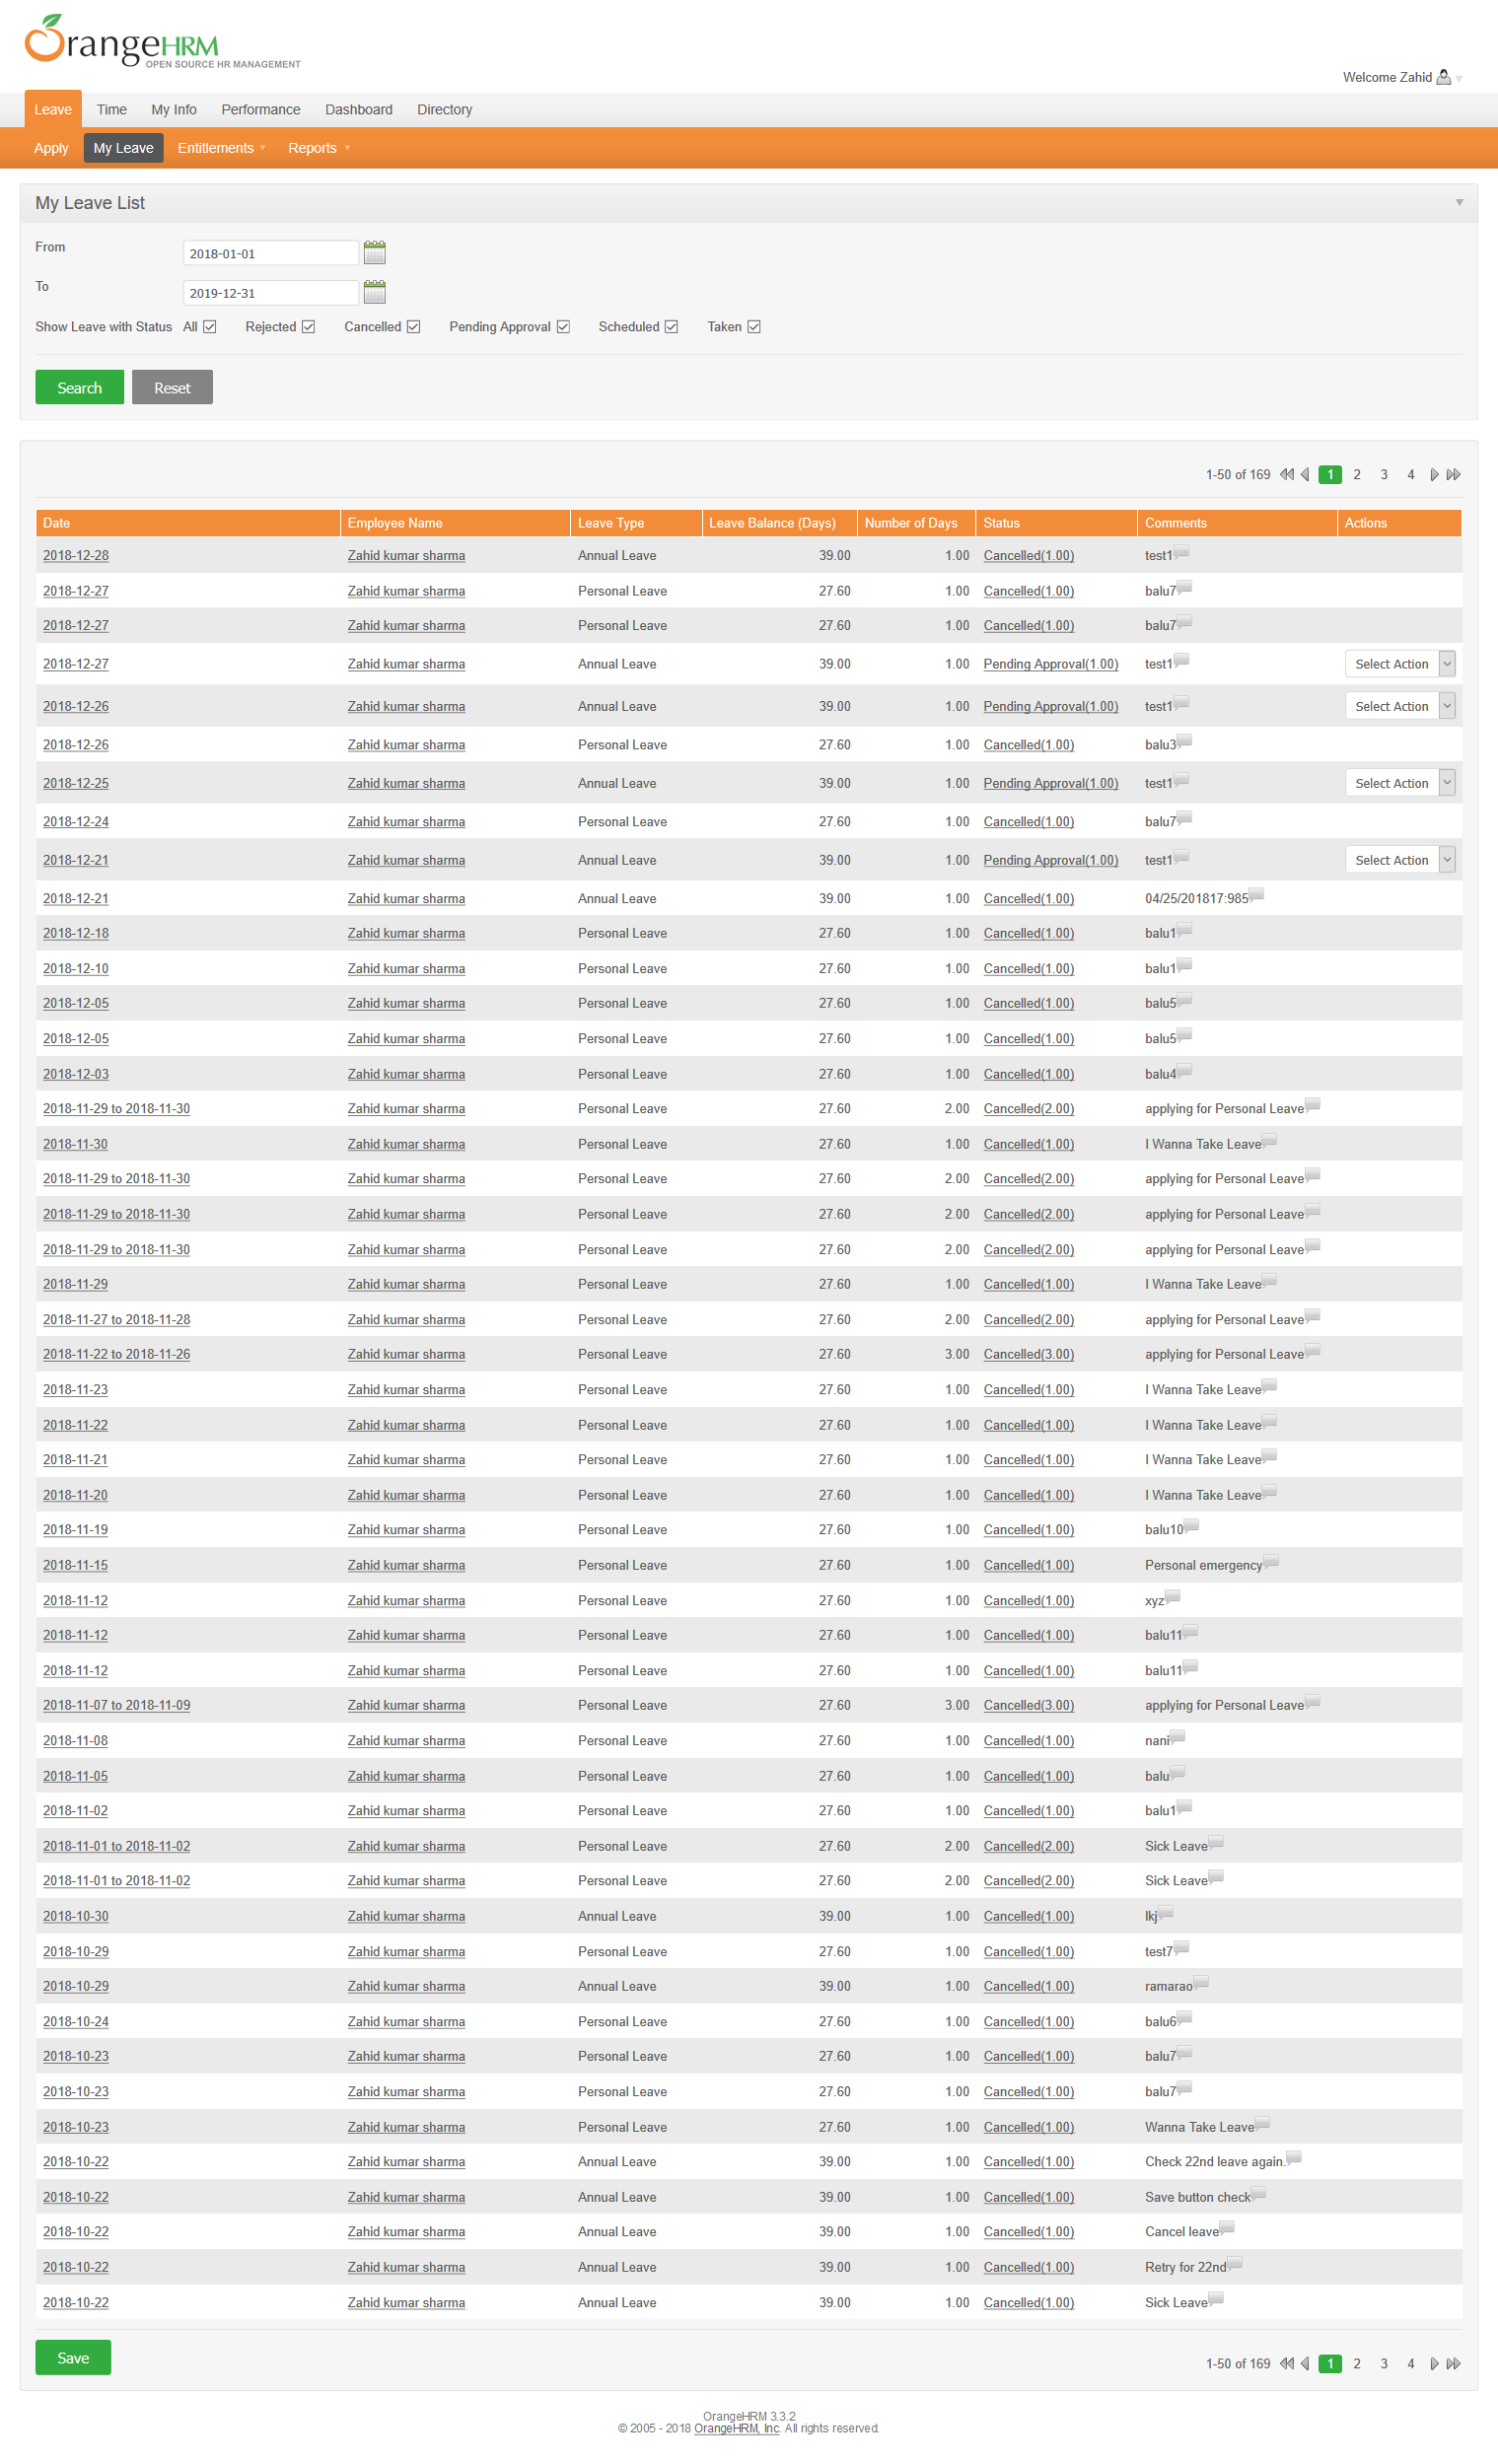 OrangeHRM
OPEN SOURCE HR MANAGEMENT
Welcome Zahid
Leave Time My Info Performance Dashboard Directory
Apply My Leave Entitlements Reports
My Leave List
From 2018-01-01
To 2019-12-31
Show Leave with Status All Rejected Cancelled Pending Approval Scheduled Taken
Search Reset
1-50 of 169 1 2 3 4
Date Employee Name Leave Type Leave Balance (Days) Number of Days Status Comments Actions
2018-12-28 Zahid kumar sharma Annual Leave 39.00 1.00 Cancelled(1.00) test1
2018-12-27 Zahid kumar sharma Personal Leave 27.60 1.00 Cancelled(1.00) balu7
2018-12-27 Zahid kumar sharma Personal Leave 27.60 1.00 Cancelled(1.00) balu7
2018-12-27 Zahid kumar sharma Annual Leave 39.00 1.00 Pending Approval(1.00) test1 Select Action
2018-12-26 Zahid kumar sharma Annual Leave 39.00 1.00 Pending Approval(1.00) test1 Select Action
2018-12-26 Zahid kumar sharma Personal Leave 27.60 1.00 Cancelled(1.00) balu3
2018-12-25 Zahid kumar sharma Annual Leave 39.00 1.00 Pending Approval(1.00) test1 Select Action
2018-12-24 Zahid kumar sharma Personal Leave 27.60 1.00 Cancelled(1.00) balu7
2018-12-21 Zahid kumar sharma Annual Leave 39.00 1.00 Pending Approval(1.00) test1 Select Action
2018-12-21 Zahid kumar sharma Annual Leave 39.00 1.00 Cancelled(1.00) 04/25/201817:985
2018-12-18 Zahid kumar sharma Personal Leave 27.60 1.00 Cancelled(1.00) balu1
2018-12-10 Zahid kumar sharma Personal Leave 27.60 1.00 Cancelled(1.00) balu1
2018-12-05 Zahid kumar sharma Personal Leave 27.60 1.00 Cancelled(1.00) balu5
2018-12-05 Zahid kumar sharma Personal Leave 27.60 1.00 Cancelled(1.00) balu5
2018-12-03 Zahid kumar sharma Personal Leave 27.60 1.00 Cancelled(1.00) balu4
2018-11-29 to 2018-11-30 Zahid kumar sharma Personal Leave 27.60 2.00 Cancelled(2.00) applying for Personal Leave
2018-11-30 Zahid kumar sharma Personal Leave 27.60 1.00 Cancelled(1.00) I Wanna Take Leave
2018-11-29 to 2018-11-30 Zahid kumar sharma Personal Leave 27.60 2.00 Cancelled(2.00) applying for Personal Leave
2018-11-29 to 2018-11-30 Zahid kumar sharma Personal Leave 27.60 2.00 Cancelled(2.00) applying for Personal Leave
2018-11-29 to 2018-11-30 Zahid kumar sharma Personal Leave 27.60 2.00 Cancelled(2.00) applying for Personal Leave
2018-11-29 Zahid kumar sharma Personal Leave 27.60 1.00 Cancelled(1.00) I Wanna Take Leave
2018-11-27 to 2018-11-28 Zahid kumar sharma Personal Leave 27.60 2.00 Cancelled(2.00) applying for Personal Leave
2018-11-22 to 2018-11-26 Zahid kumar sharma Personal Leave 27.60 3.00 Cancelled(3.00) applying for Personal Leave
2018-11-23 Zahid kumar sharma Personal Leave 27.60 1.00 Cancelled(1.00) I Wanna Take Leave
2018-11-22 Zahid kumar sharma Personal Leave 27.60 1.00 Cancelled(1.00) I Wanna Take Leave
2018-11-21 Zahid kumar sharma Personal Leave 27.60 1.00 Cancelled(1.00) I Wanna Take Leave
2018-11-20 Zahid kumar sharma Personal Leave 27.60 1.00 Cancelled(1.00) I Wanna Take Leave
2018-11-19 Zahid kumar sharma Personal Leave 27.60 1.00 Cancelled(1.00) balu10
2018-11-15 Zahid kumar sharma Personal Leave 27.60 1.00 Cancelled(1.00) Personal emergency
2018-11-12 Zahid kumar sharma Personal Leave 27.60 1.00 Cancelled(1.00) xyz
2018-11-12 Zahid kumar sharma Personal Leave 27.60 1.00 Cancelled(1.00) balu11
2018-11-12 Zahid kumar sharma Personal Leave 27.60 1.00 Cancelled(1.00) balu11
2018-11-07 to 2018-11-09 Zahid kumar sharma Personal Leave 27.60 3.00 Cancelled(3.00) applying for Personal Leave
2018-11-08 Zahid kumar sharma Personal Leave 27.60 1.00 Cancelled(1.00) nani
2018-11-05 Zahid kumar sharma Personal Leave 27.60 1.00 Cancelled(1.00) balu
2018-11-02 Zahid kumar sharma Personal Leave 27.60 1.00 Cancelled(1.00) balu1
2018-11-01 to 2018-11-02 Zahid kumar sharma Personal Leave 27.60 2.00 Cancelled(2.00) Sick Leave
2018-11-01 to 2018-11-02 Zahid kumar sharma Personal Leave 27.60 2.00 Cancelled(2.00) Sick Leave
2018-10-30 Zahid kumar sharma Annual Leave 39.00 1.00 Cancelled(1.00) lkj
2018-10-29 Zahid kumar sharma Personal Leave 27.60 1.00 Cancelled(1.00) test7
2018-10-29 Zahid kumar sharma Annual Leave 39.00 1.00 Cancelled(1.00) ramarao
2018-10-24 Zahid kumar sharma Personal Leave 27.60 1.00 Cancelled(1.00) balu6
2018-10-23 Zahid kumar sharma Personal Leave 27.60 1.00 Cancelled(1.00) balu7
2018-10-23 Zahid kumar sharma Personal Leave 27.60 1.00 Cancelled(1.00) balu7
2018-10-23 Zahid kumar sharma Personal Leave 27.60 1.00 Cancelled(1.00) Wanna Take Leave
2018-10-22 Zahid kumar sharma Annual Leave 39.00 1.00 Cancelled(1.00) Check 22nd leave again.
2018-10-22 Zahid kumar sharma Annual Leave 39.00 1.00 Cancelled(1.00) Save button check
2018-10-22 Zahid kumar sharma Annual Leave 39.00 1.00 Cancelled(1.00) Cancel leave
2018-10-22 Zahid kumar sharma Annual Leave 39.00 1.00 Cancelled(1.00) Retry for 22nd
2018-10-22 Zahid kumar sharma Annual Leave 39.00 1.00 Cancelled(1.00) Sick Leave
Save 1-50 of 169 1 2 3 4
OrangeHRM 3.3.2
© 2005 - 2018 OrangeHRM, Inc. All rights reserved.